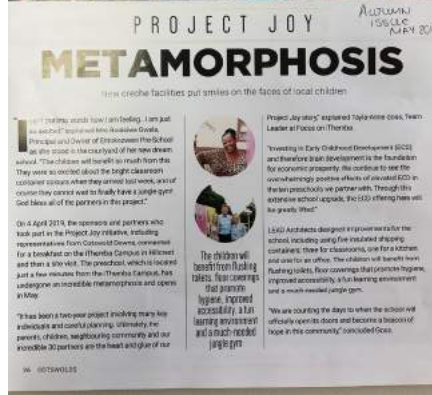 PROJECT JOY
AUTUMN
ISSUE
MAY 20
METAMORPHOSIS
New creche facilities put smiles on the faces of local children
"I can't put into words how I am feeling. I am just
so excited!" explained Mrs Gwala,
Principal and Owner of Pre-School
as she stood in the courtyard of her new dream
school. "The children will benefit so much from this.
They were so excited about the bright classroom
container colours when they arrived last week, and of
course they cannot wait to finally have a jungle gym!
God bless all of the partners in this project."
On 4 April 2019, the sponsors and partners who
took part in the Project Joy initiative, including
representatives from Cotswold Downs, connected
for a breakfast on the iThemba Campus in Hillcrest
and then a site visit. The preschool, which is located
just a few minutes from the iThemba Campus, has
undergone an incredible metamorphosis and opens
in May.
"It has been a two-year project involving many key
individuals and careful planning. Ultimately, the
parents, children, neighbouring community and our
incredible 30 partners are the heart and glue of our
The children will
benefit from flushing
toilets, floor coverings
that promote
hygiene, improved
accessibility, a fun
learning environment
and a much-needed
jungle gym
Project Joy story," explained Tayla-Anne Goss, Team
Leader at Focus on iThemba.
"Investing in Early Childhood Development (ECD)
and therefore brain development is the foundation
for economic prosperity. We continue to see the
overwhelmingly positive effects of elevated ECD in
the ten preschools we partner with. Through this
extensive school upgrade, the ECD offering here will
be greatly lifted."
LEAD Architects designed improvements for the
school, including using five insulated shipping
containers; three for classrooms, one for a kitchen
and one for an office. The children will benefit from
flushing toilets, floor coverings that promote hygiene,
improved accessibility, a fun learning environment
and a much-needed jungle gym.
"We are counting the days to when the school will
officially open its doors and become a beacon of
hope in this community," concluded Goss.
COTSWOLDS